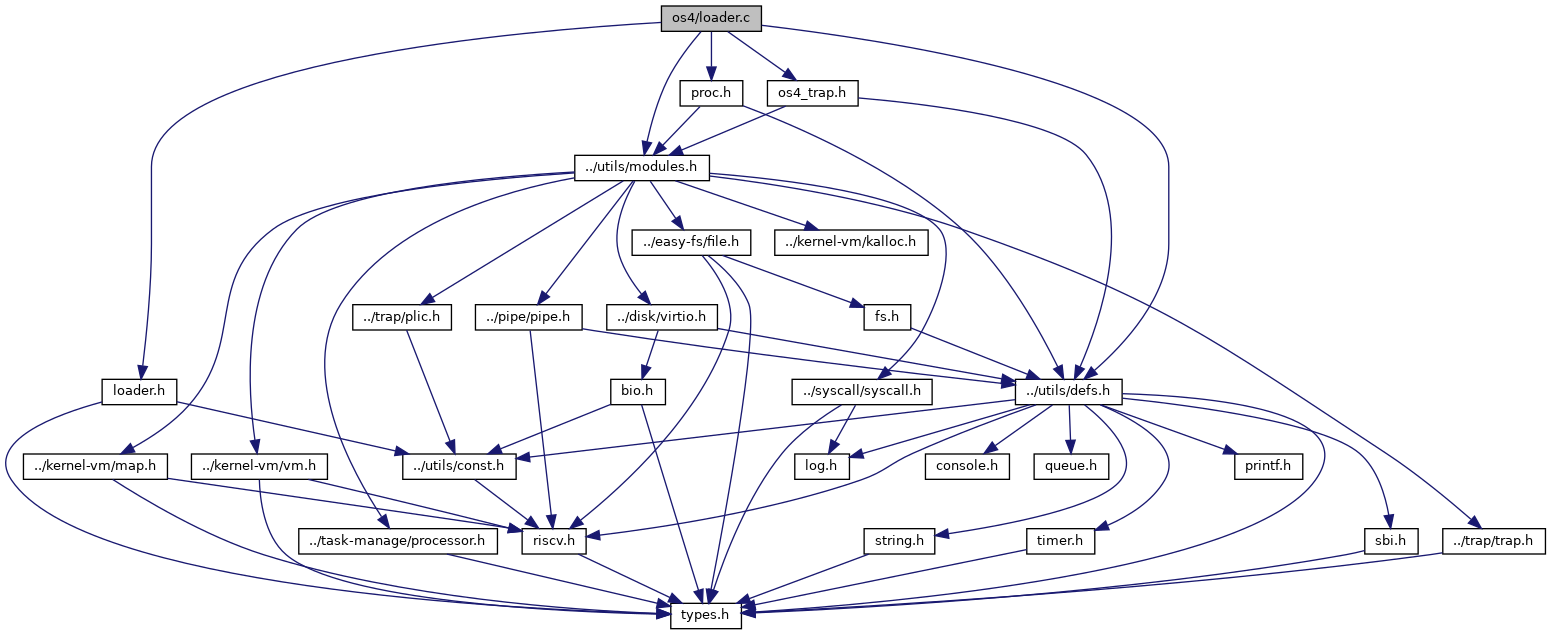 os4/loader.c
proc.h
os4_trap.h
../utils/modules.h
../easy-fs/file.h
../kernel-vm/kalloc.h
../trap/plic.h
../pipe/pipe.h
../disk/virtio.h
fs.h
loader.h
bio.h
../syscall/syscall.h
../utils/defs.h
../kernel-vm/map.h
../kernel-vm/vm.h
../utils/const.h
log.h
console.h
queue.h
printf.h
../task-manage/processor.h
riscv.h
string.h
timer.h
sbi.h
../trap/trap.h
types.h